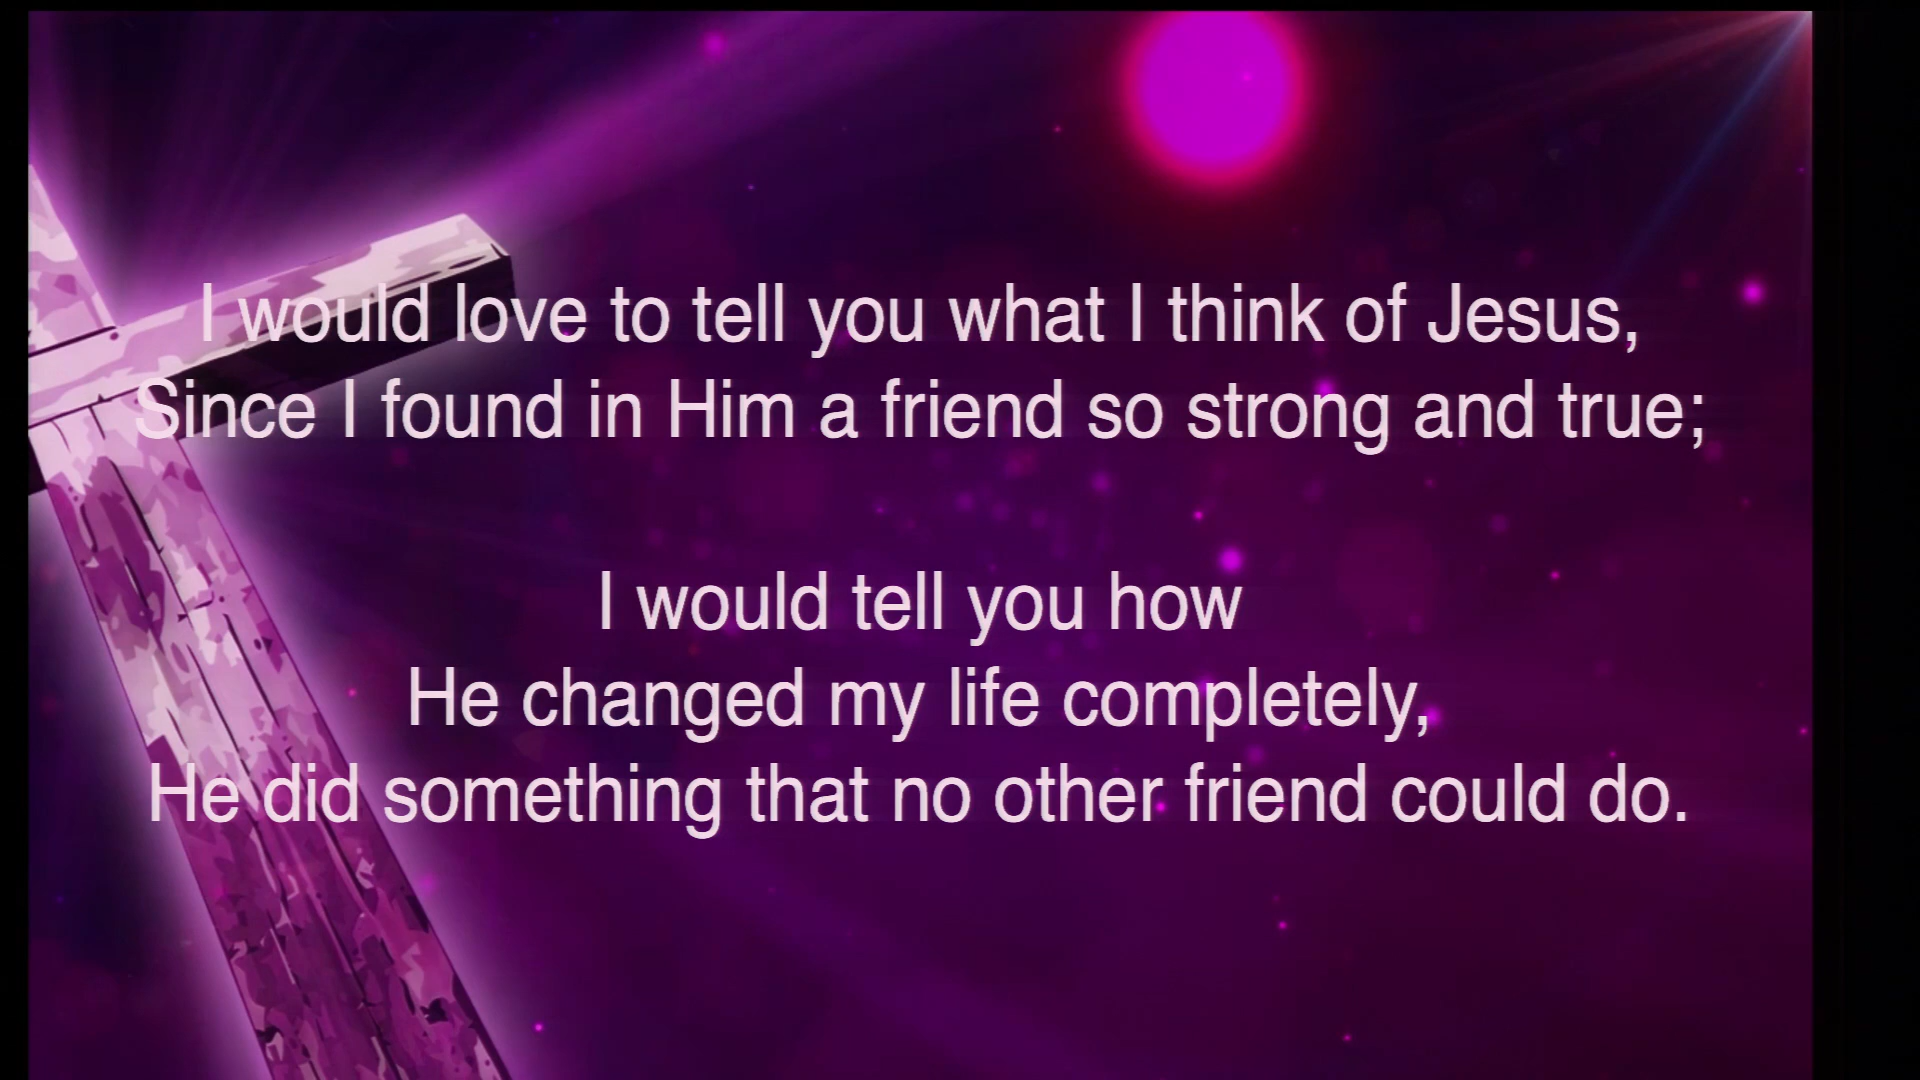 I would love to tell you what I think of Jesus,
Since I found in Him a friend so strong and true;
I would tell you how
He changed my life completely,
He did something that no other friend could do.